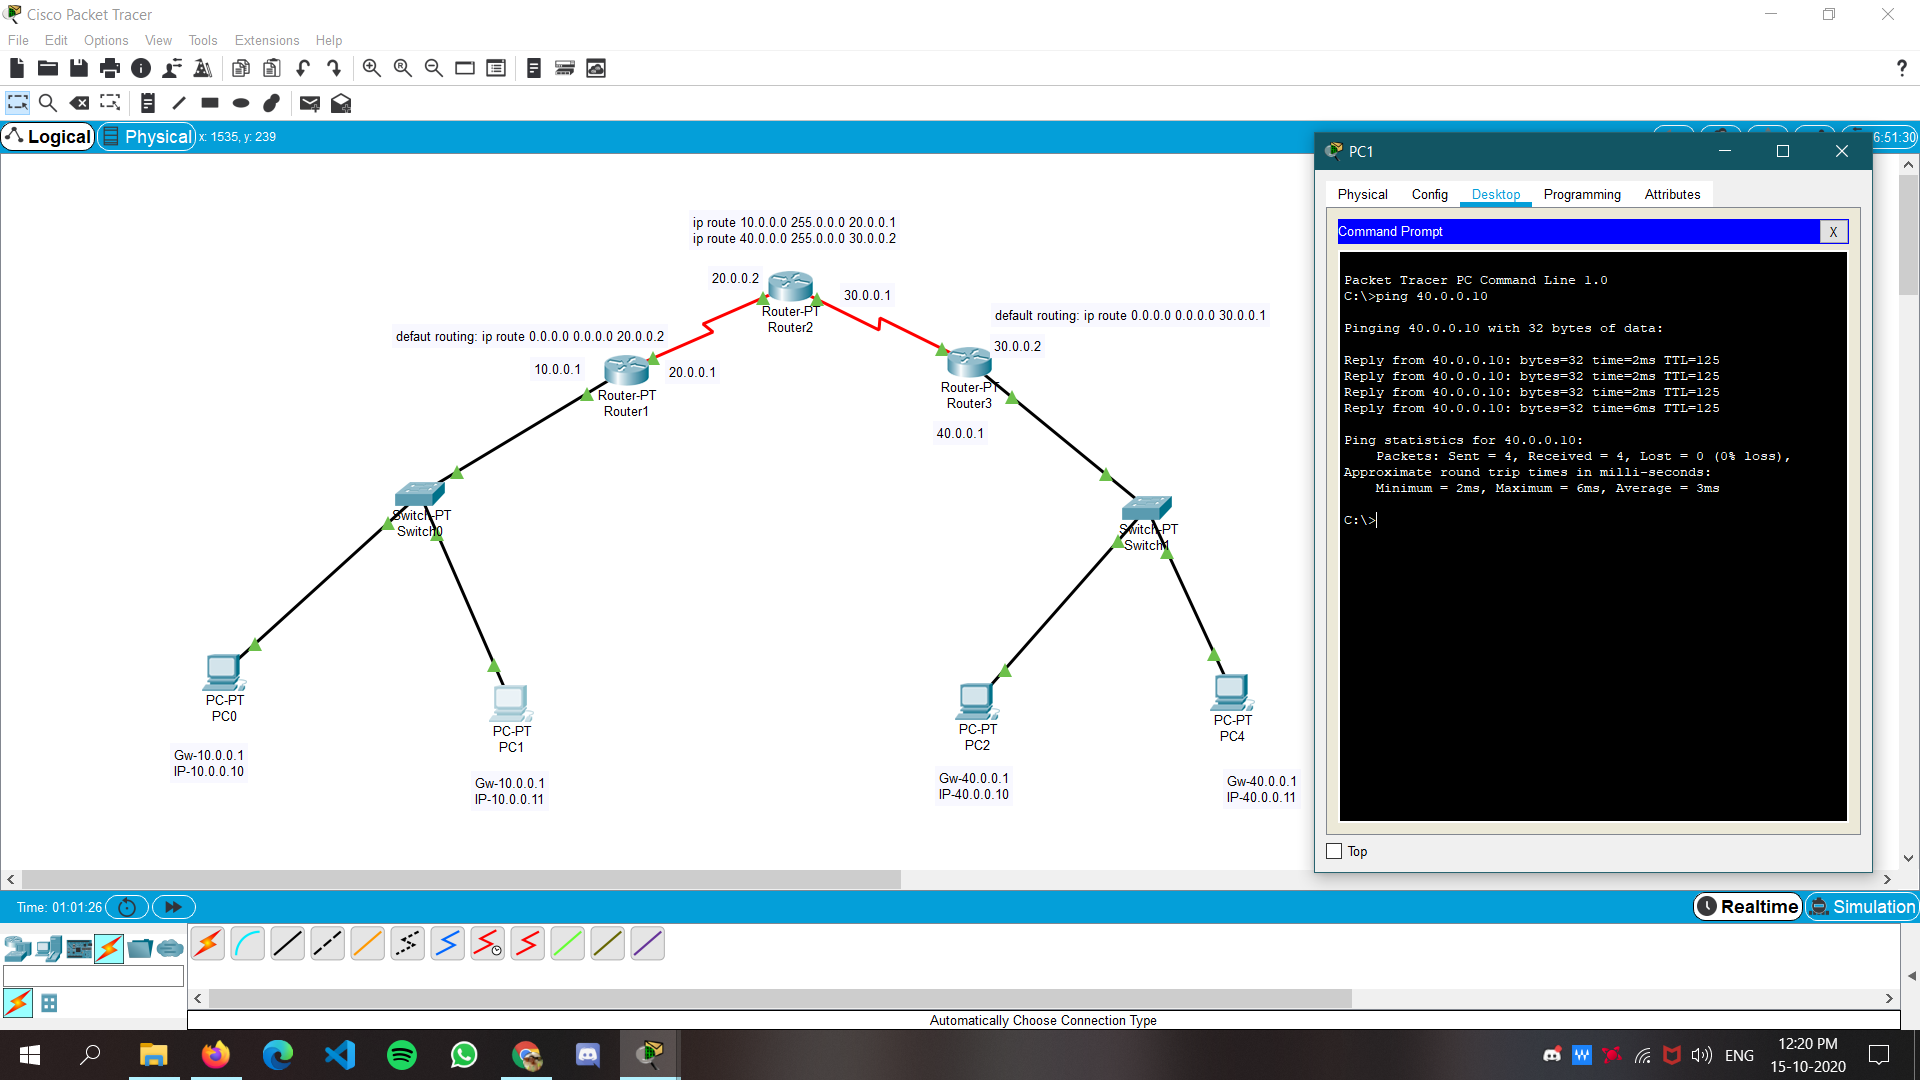 Cisco Packet Tracer
File Edit Options View Tools Extensions Help
?
Logical Physical x: 1535, y: 239
6:51:30
ip route 10.0.0.0 255.0.0.0 20.0.0.1
ip route 40.0.0.0 255.0.0.0 30.0.0.2
20.0.0.2
30.0.0.1
Router-PT
Router2
default routing: ip route 0.0.0.0 0.0.0.0 30.0.0.1
defaut routing: ip route 0.0.0.0 0.0.0.0 20.0.0.2
30.0.0.2
10.0.0.1
20.0.0.1
Router-PT
Router1
Router-PT
Router3
40.0.0.1
Switch-PT
Switch0
Switch-PT
Switch1
PC-PT
PC0
PC-PT
PC1
PC-PT
PC2
PC-PT
PC4
Gw-10.0.0.1
IP-10.0.0.10
Gw-10.0.0.1
IP-10.0.0.11
Gw-40.0.0.1
IP-40.0.0.10
Gw-40.0.0.1
IP-40.0.0.11
PC1
Physical Config Desktop Programming Attributes
Command Prompt
X
Packet Tracer PC Command Line 1.0
C:\>ping 40.0.0.10
Pinging 40.0.0.10 with 32 bytes of data:
Reply from 40.0.0.10: bytes=32 time=2ms TTL=125
Reply from 40.0.0.10: bytes=32 time=2ms TTL=125
Reply from 40.0.0.10: bytes=32 time=2ms TTL=125
Reply from 40.0.0.10: bytes=32 time=6ms TTL=125
Ping statistics for 40.0.0.10:
Packets: Sent = 4, Received = 4, Lost = 0 (0% loss),
Approximate round trip times in milli-seconds:
Minimum = 2ms, Maximum = 6ms, Average = 3ms
C:\>
Top
Time: 01:01:26
Realtime Simulation
Automatically Choose Connection Type
ENG
12:20 PM
15-10-2020